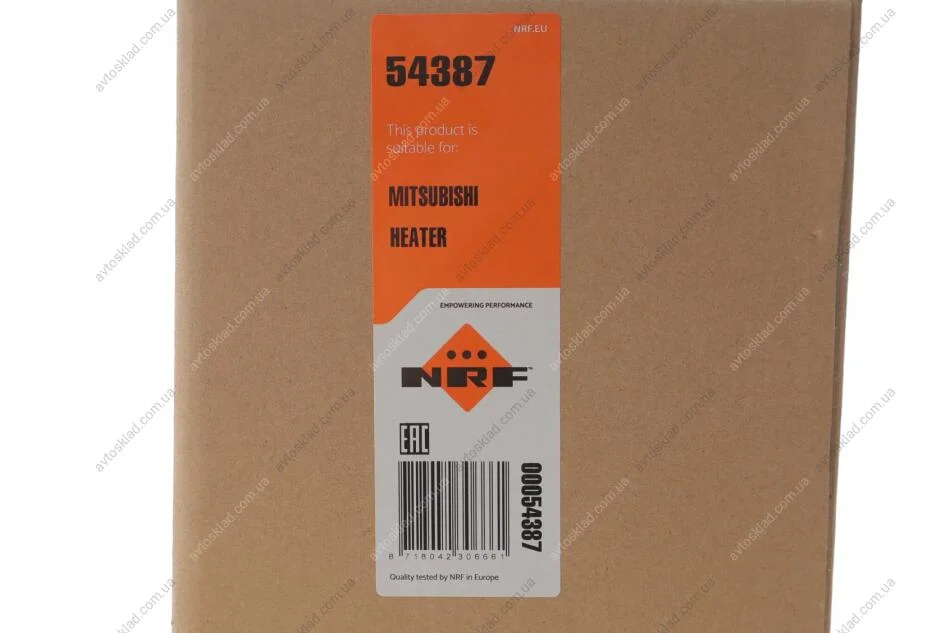 NRF.EU
54387
This product is
suitable for:
MITSUBISHI
HEATER
EMPOWERING PERFORMANCE
NRF™
EAC
00054387
8 718042 306661
Quality tested by NRF in Europe
avtosklad.com.ua